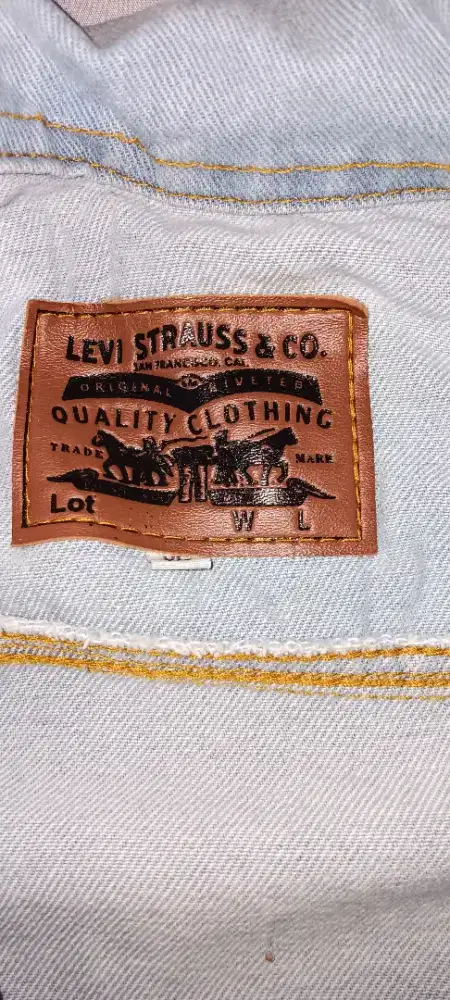 LEVI STRAUSS & CO.
SAN FRANCISCO, CAL
ORIGINAL RIVETED
QUALITY CLOTHING
TRADE MARK
Lot
W L